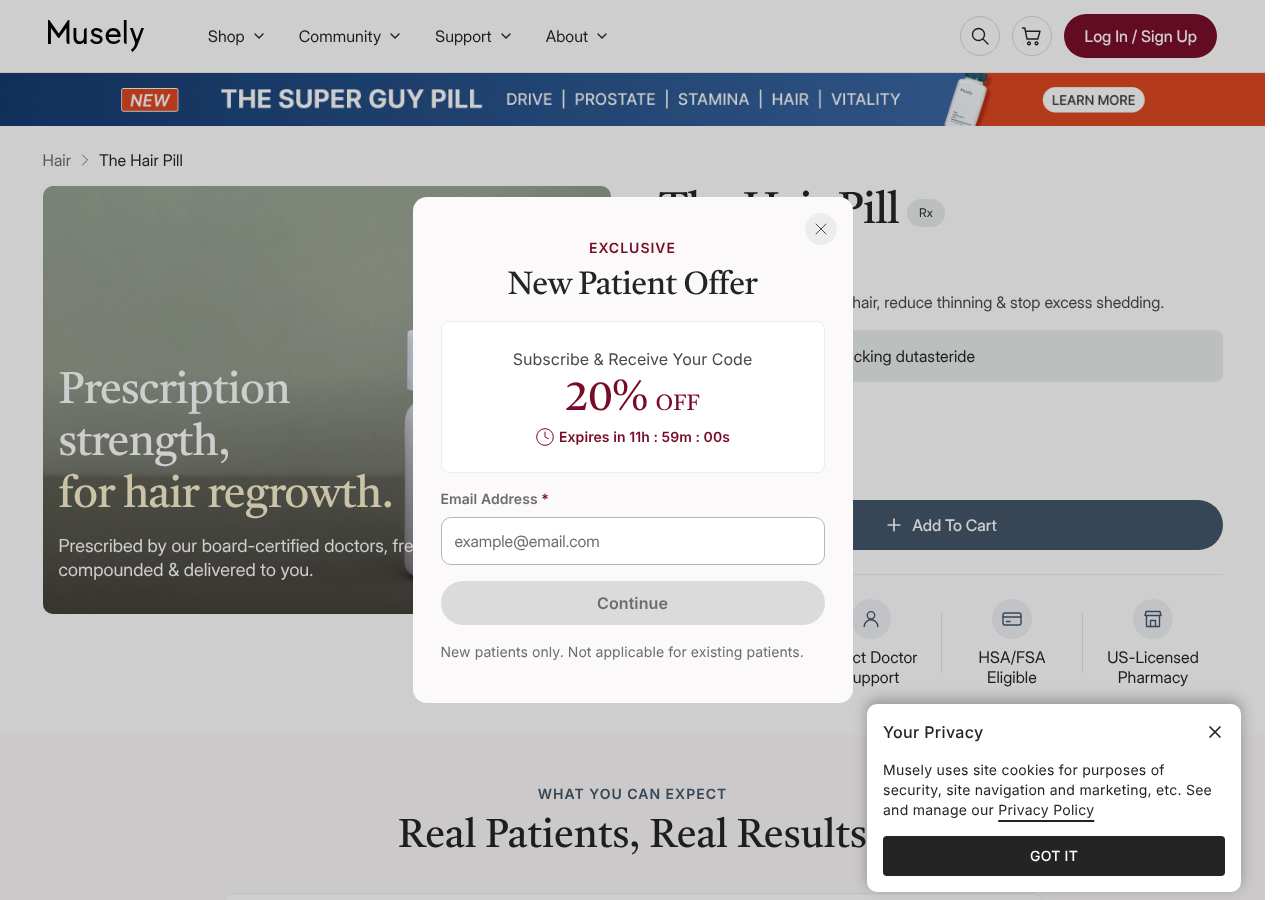 Musely
Shop
Community
Support
About
Log In / Sign Up
NEW
THE SUPER GUY PILL
DRIVE | PROSTATE | STAMINA | HAIR | VITALITY
LEARN MORE
Hair > The Hair Pill
Pill
Rx
hair, reduce thinning & stop excess shedding.
dutasteride
Prescription
strength,
for hair regrowth.
Prescribed by our board-certified doctors,
compounded & delivered to you.
EXCLUSIVE
New Patient Offer
Subscribe & Receive Your Code
20% OFF
Expires in 11h : 59m : 00s
Email Address *
example@email.com
Continue
New patients only. Not applicable for existing patients.
+ Add To Cart
Doctor
HSA/FSA
Eligible
US-Licensed
Pharmacy
WHAT YOU CAN EXPECT
Real Patients, Real Results
Your Privacy
Musely uses site cookies for purposes of
security, site navigation and marketing, etc. See
and manage our Privacy Policy
GOT IT